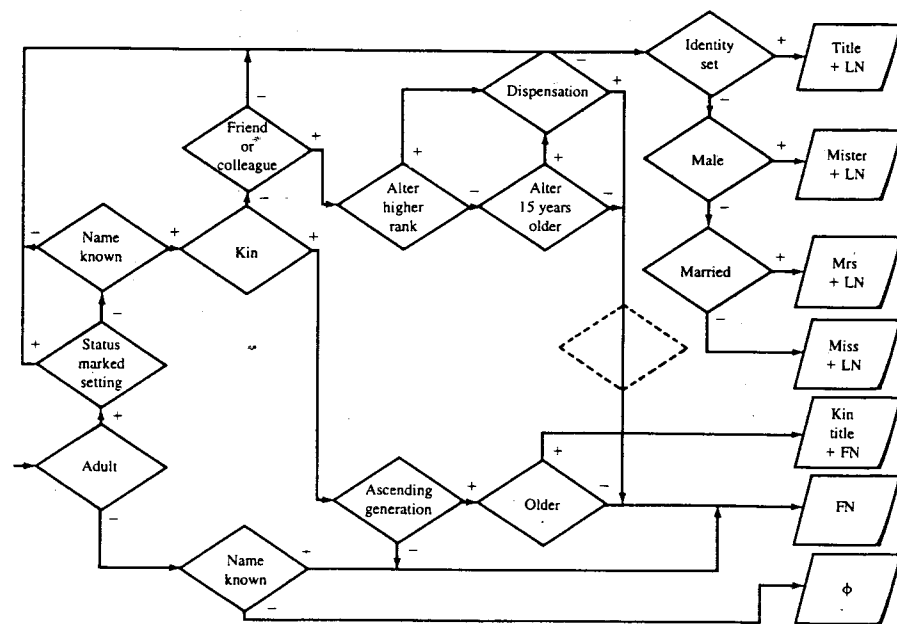 Identity
set
+
−
Title
+ LN
Dispensation
−
+
Friend
or
colleague
−
+
Male
+
−
Mister
+ LN
Alter
higher
rank
+
−
Alter
15 years
older
+
−
Name
known
−
+
Kin
−
+
Married
+
−
Mrs
+ LN
Status
marked
setting
+
−
Miss
+ LN
Kin
title
+ FN
Adult
+
−
Ascending
generation
+
−
Older
+
−
FN
Name
known
+
−
ϕ